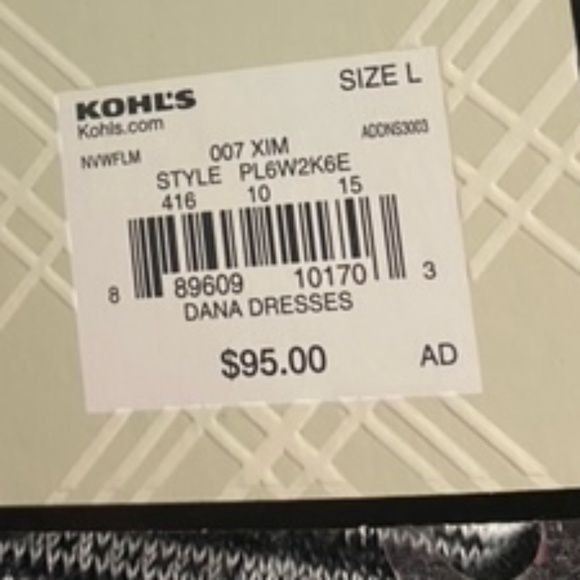 SIZE L
KOHL'S
Kohls.com
NVWFLM 007 XIM ADDNS3003
STYLE PL6W2K6E
416 10 15
8 89609 10170 3
DANA DRESSES
$95.00 AD